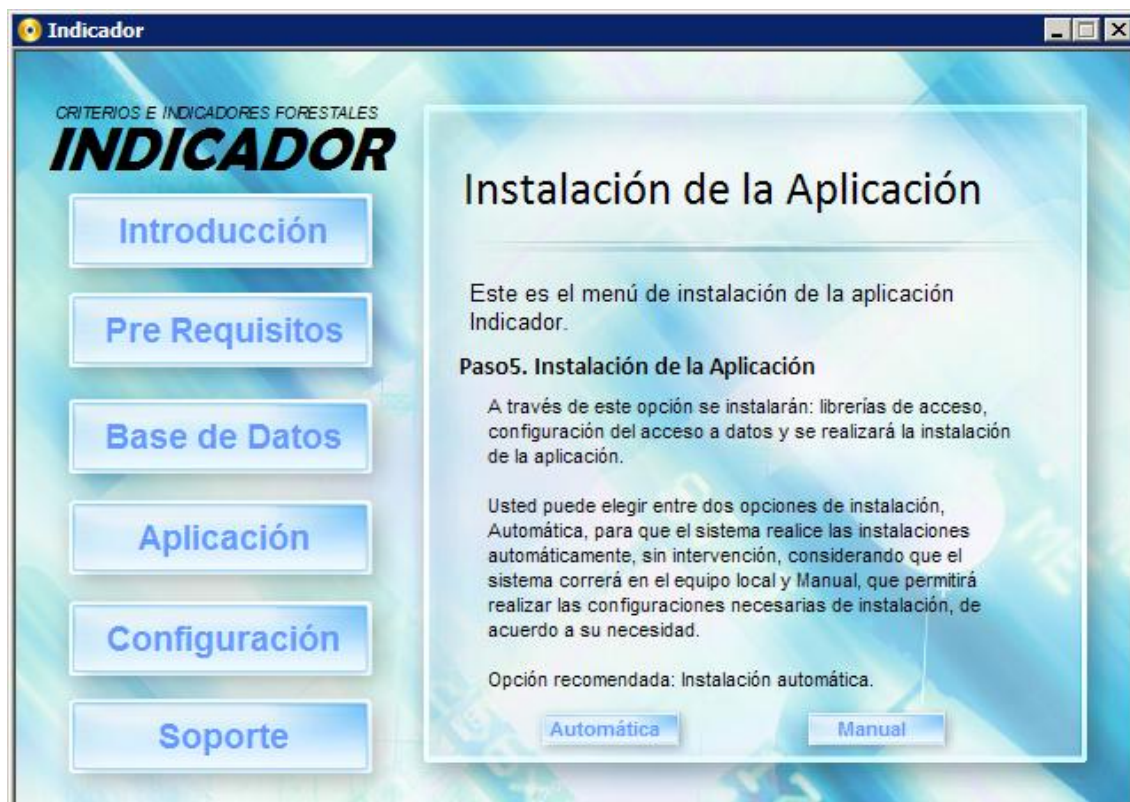 Indicador
CRITERIOS E INDICADORES FORESTALES
INDICADOR
Introducción
Pre Requisitos
Base de Datos
Aplicación
Configuración
Soporte
Instalación de la Aplicación
Este es el menú de instalación de la aplicación
Indicador.
Paso5. Instalación de la Aplicación
A través de este opción se instalarán: librerías de acceso,
configuración del acceso a datos y se realizará la instalación
de la aplicación.
Usted puede elegir entre dos opciones de instalación,
Automática, para que el sistema realice las instalaciones
automáticamente, sin intervención, considerando que el
sistema correrá en el equipo local y Manual, que permitirá
realizar las configuraciones necesarias de instalación, de
acuerdo a su necesidad.
Opción recomendada: Instalación automática.
Automática
Manual